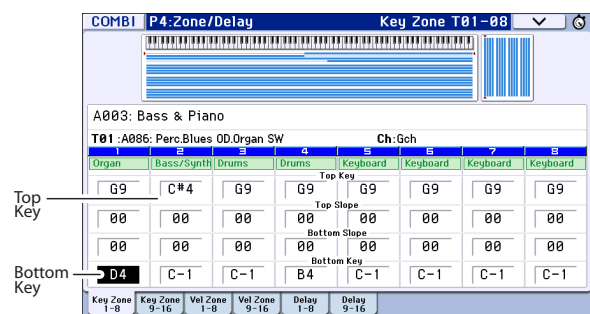 COMBI P4:Zone/Delay Key Zone T01-08
A003: Bass & Piano
T01 :A086: Perc.Blues OD.Organ SW Ch:Gch
1 2 3 4 5 6 7 8
Organ Bass/Synth Drums Drums Keyboard Keyboard Keyboard Keyboard
Top Key
G9 C#4 G9 G9 G9 G9 G9 G9
Top Slope
00 00 00 00 00 00 00 00
Bottom Slope
00 00 00 00 00 00 00 00
Bottom Key
D4 C-1 C-1 B4 C-1 C-1 C-1 C-1
Key Zone 1-8 Key Zone 9-16 Vel Zone 1-8 Vel Zone 9-16 Delay 1-8 Delay 9-16
Top
Key
Bottom
Key